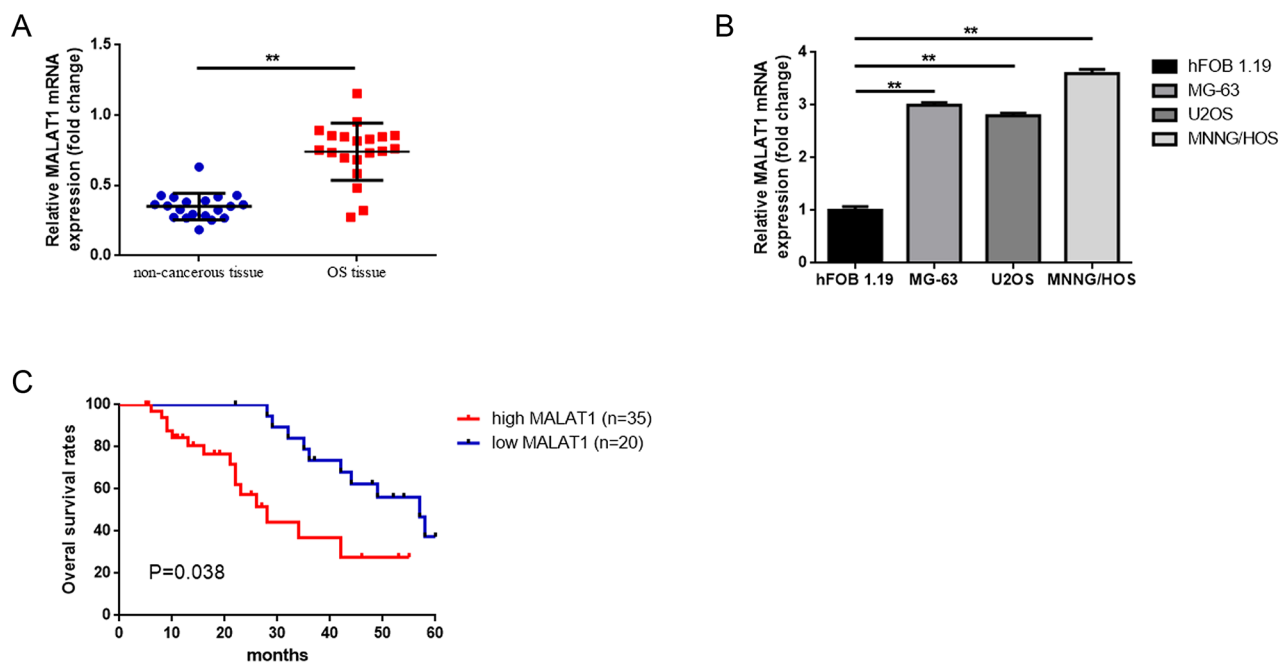 A
Relative MALAT1 mRNA
expression (fold change)
1.5
1.0
0.5
0.0
**
non-cancerous tissue
OS tissue
B
Relative MALAT1 mRNA
expression (fold change)
4
3
2
1
0
**
**
**
hFOB 1.19
MG-63
U2OS
MNNG/HOS
hFOB 1.19
MG-63
U2OS
MNNG/HOS
C
Overal survival rates
100
80
60
40
20
0
P=0.038
0
10
20
30
40
50
60
months
high MALAT1 (n=35)
low MALAT1 (n=20)